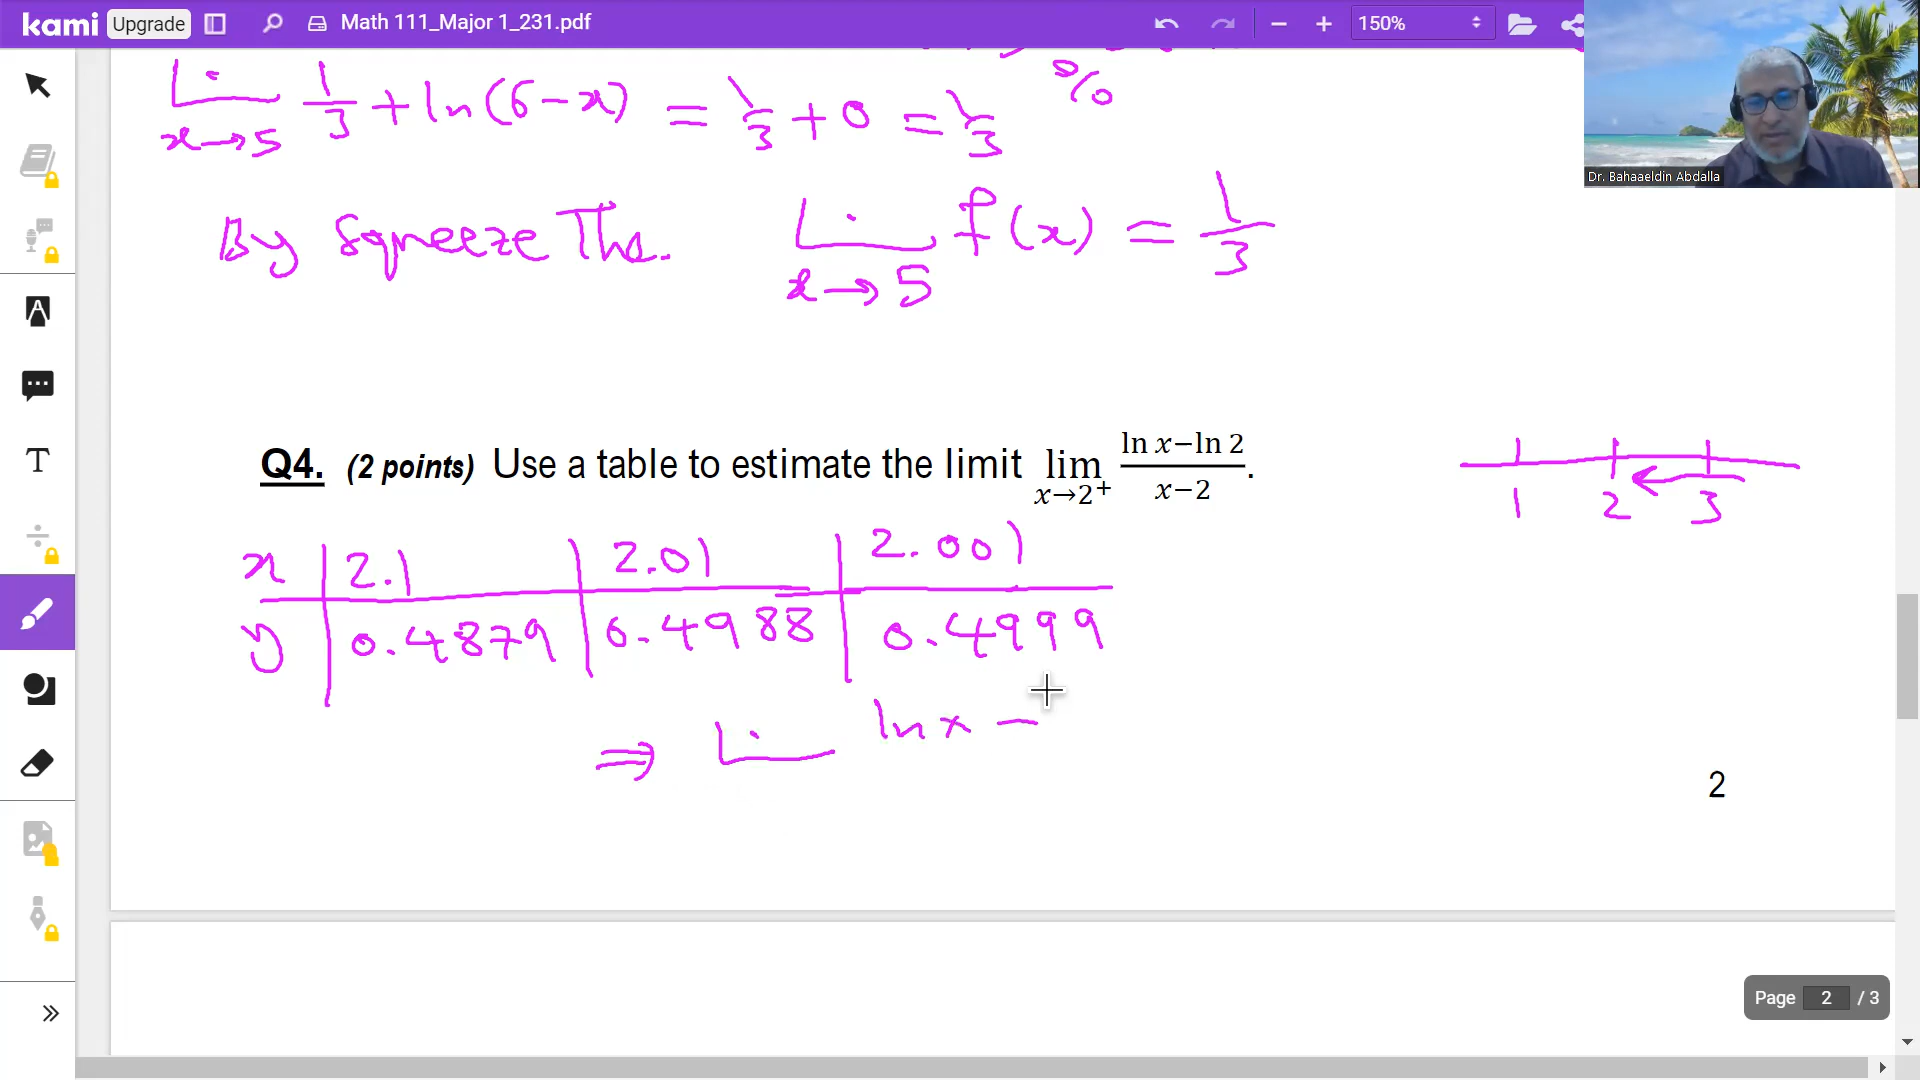 kami Upgrade Math 111_Major 1_231.pdf 150%
Dr. Bahaaeldin Abdalla
%
Lim x→5 1/3 + ln(6-x) = 1/3 + 0 = 1/3
By Squeeze Th. Lim x→5 f(x) = 1/3
Q4. (2 points) Use a table to estimate the limit lim x→2⁺ (ln x−ln 2)/(x−2).
1 2 3
x 2.1 2.01 2.001
y 0.4879 0.4988 0.4999
⇒ Lim ln x −
2
Page 2 / 3